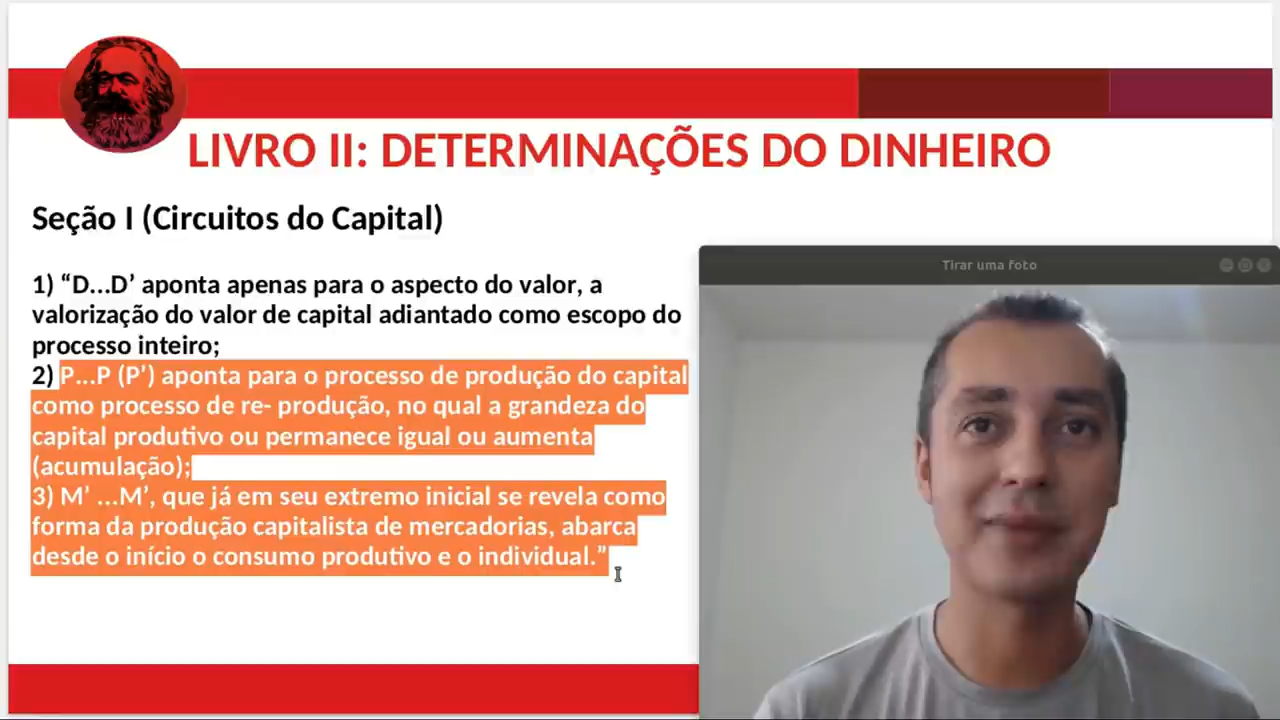 LIVRO II: DETERMINAÇÕES DO DINHEIRO
Seção I (Circuitos do Capital)
1) “D...D’ aponta apenas para o aspecto do valor, a
valorização do valor de capital adiantado como escopo do
processo inteiro;
2) P...P (P’) aponta para o processo de produção do capital
como processo de re- produção, no qual a grandeza do
capital produtivo ou permanece igual ou aumenta
(acumulação);
3) M’ ...M’, que já em seu extremo inicial se revela como
forma da produção capitalista de mercadorias, abarca
desde o início o consumo produtivo e o individual.”
Tirar uma foto